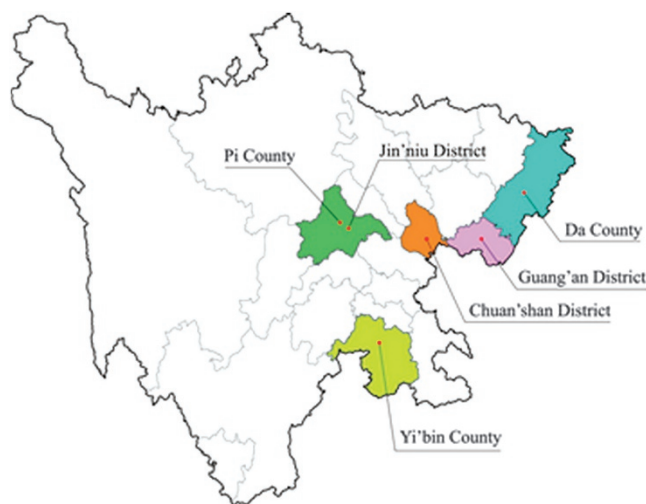 Jin'niu District
Pi County
Da County
Guang'an District
Chuan'shan District
Yi'bin County